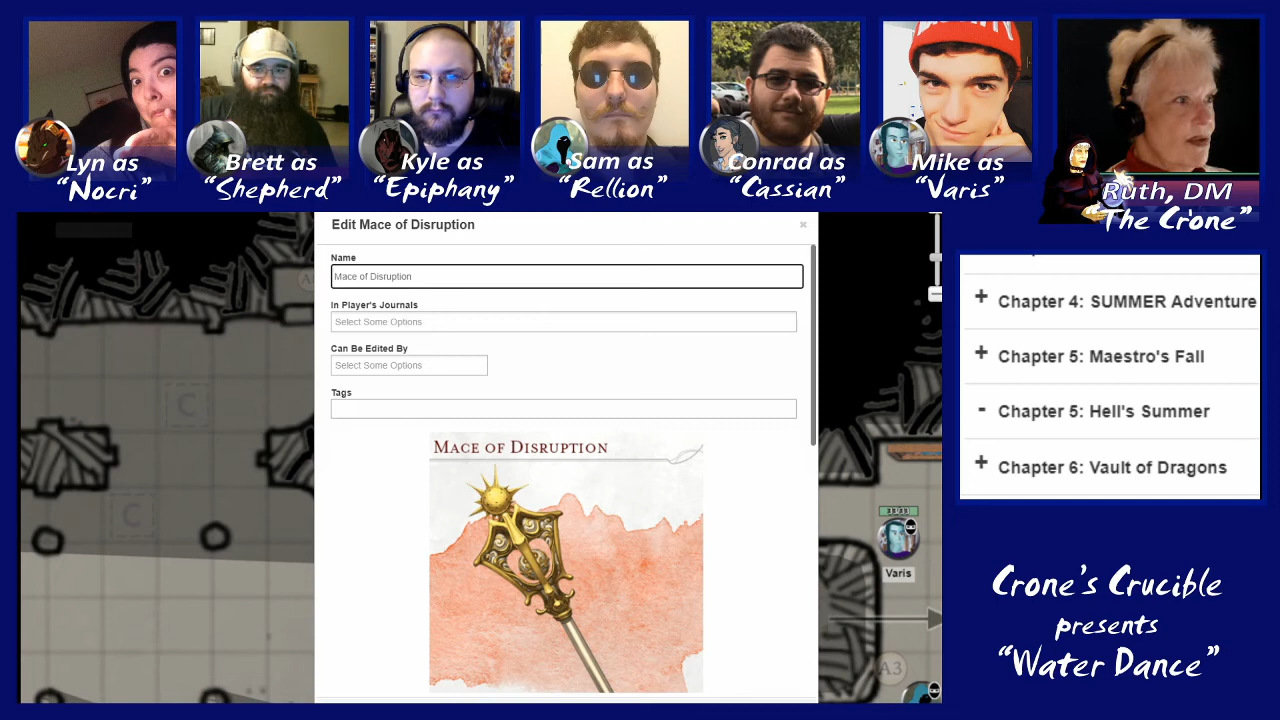 Lyn as
"Nocri"
Brett as
"Shepherd"
Kyle as
"Epiphany"
Sam as
"Rellion"
Conrad as
"Cassian"
Mike as
"Varis"
Ruth, DM
"The Crone"
Edit Mace of Disruption
×
Name
Mace of Disruption
In Player's Journals
Select Some Options
Can Be Edited By
Select Some Options
Tags
MACE OF DISRUPTION
C
C
33/33
Varis
A3
+ Chapter 4: SUMMER Adventure
+ Chapter 5: Maestro's Fall
- Chapter 5: Hell's Summer
+ Chapter 6: Vault of Dragons
Crone's Crucible
presents
"Water Dance"